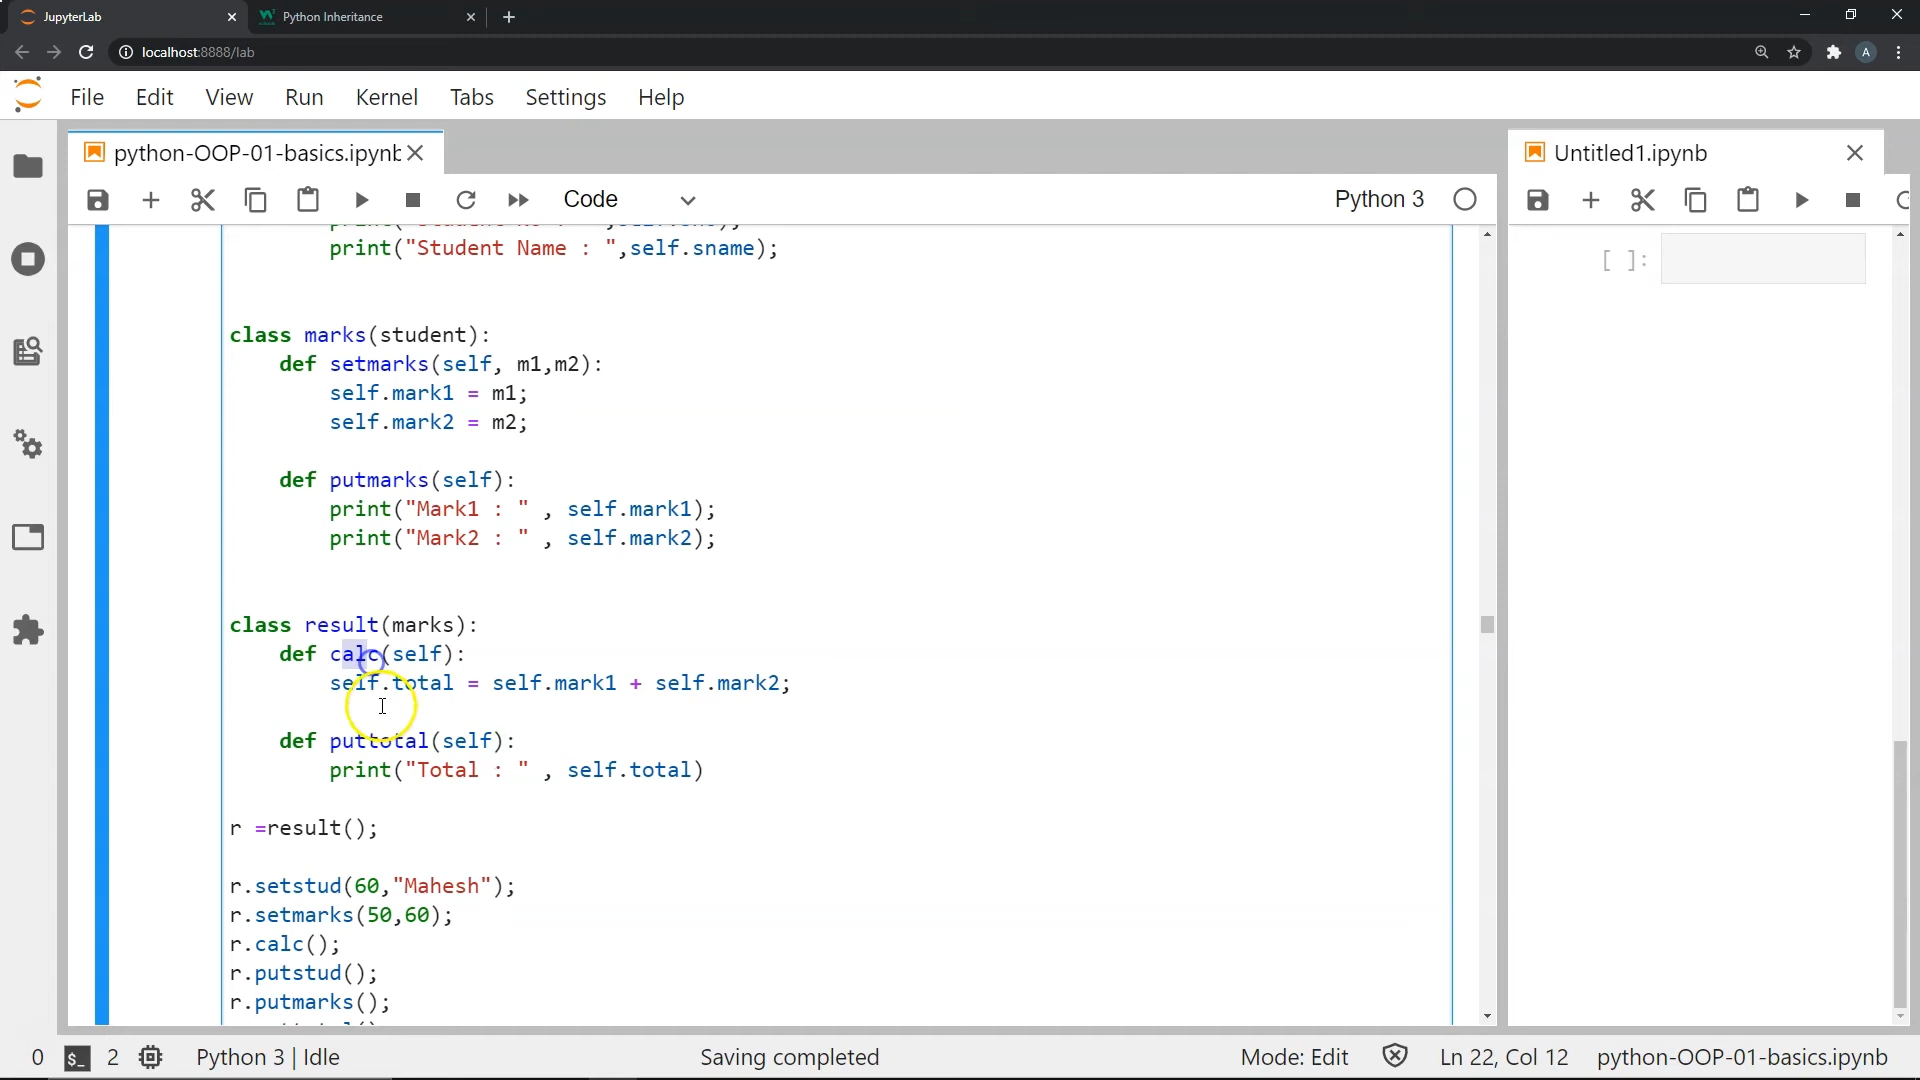 JupyterLab
Python Inheritance
localhost:8888/lab
A
File Edit View Run Kernel Tabs Settings Help
python-OOP-01-basics.ipynb
Untitled1.ipynb
Code
Python 3
print("Student Name : ",self.sname);
[ ]:
class marks(student):
def setmarks(self, m1,m2):
self.mark1 = m1;
self.mark2 = m2;
def putmarks(self):
print("Mark1 : " , self.mark1);
print("Mark2 : " , self.mark2);
class result(marks):
def calc(self):
self.total = self.mark1 + self.mark2;
def puttotal(self):
print("Total : " , self.total)
r =result();
r.setstud(60,"Mahesh");
r.setmarks(50,60);
r.calc();
r.putstud();
r.putmarks();
0 $_ 2 Python 3 | Idle Saving completed Mode: Edit Ln 22, Col 12 python-OOP-01-basics.ipynb